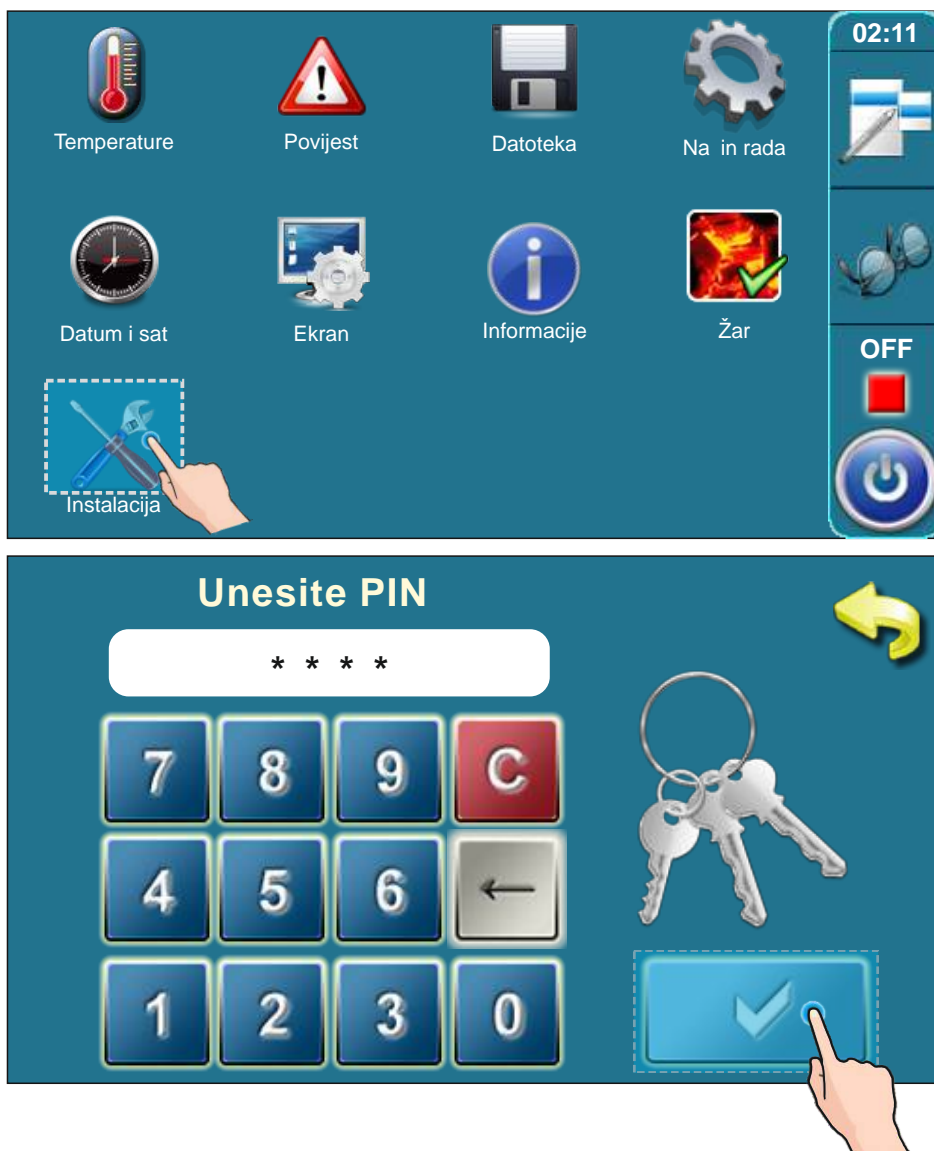 02:11
Temperature
Povijest
Datoteka
Na in rada
Datum i sat
Ekran
Informacije
Žar
OFF
Instalacija
Unesite PIN
* * * *
7 8 9 C
4 5 6 ←
1 2 3 0